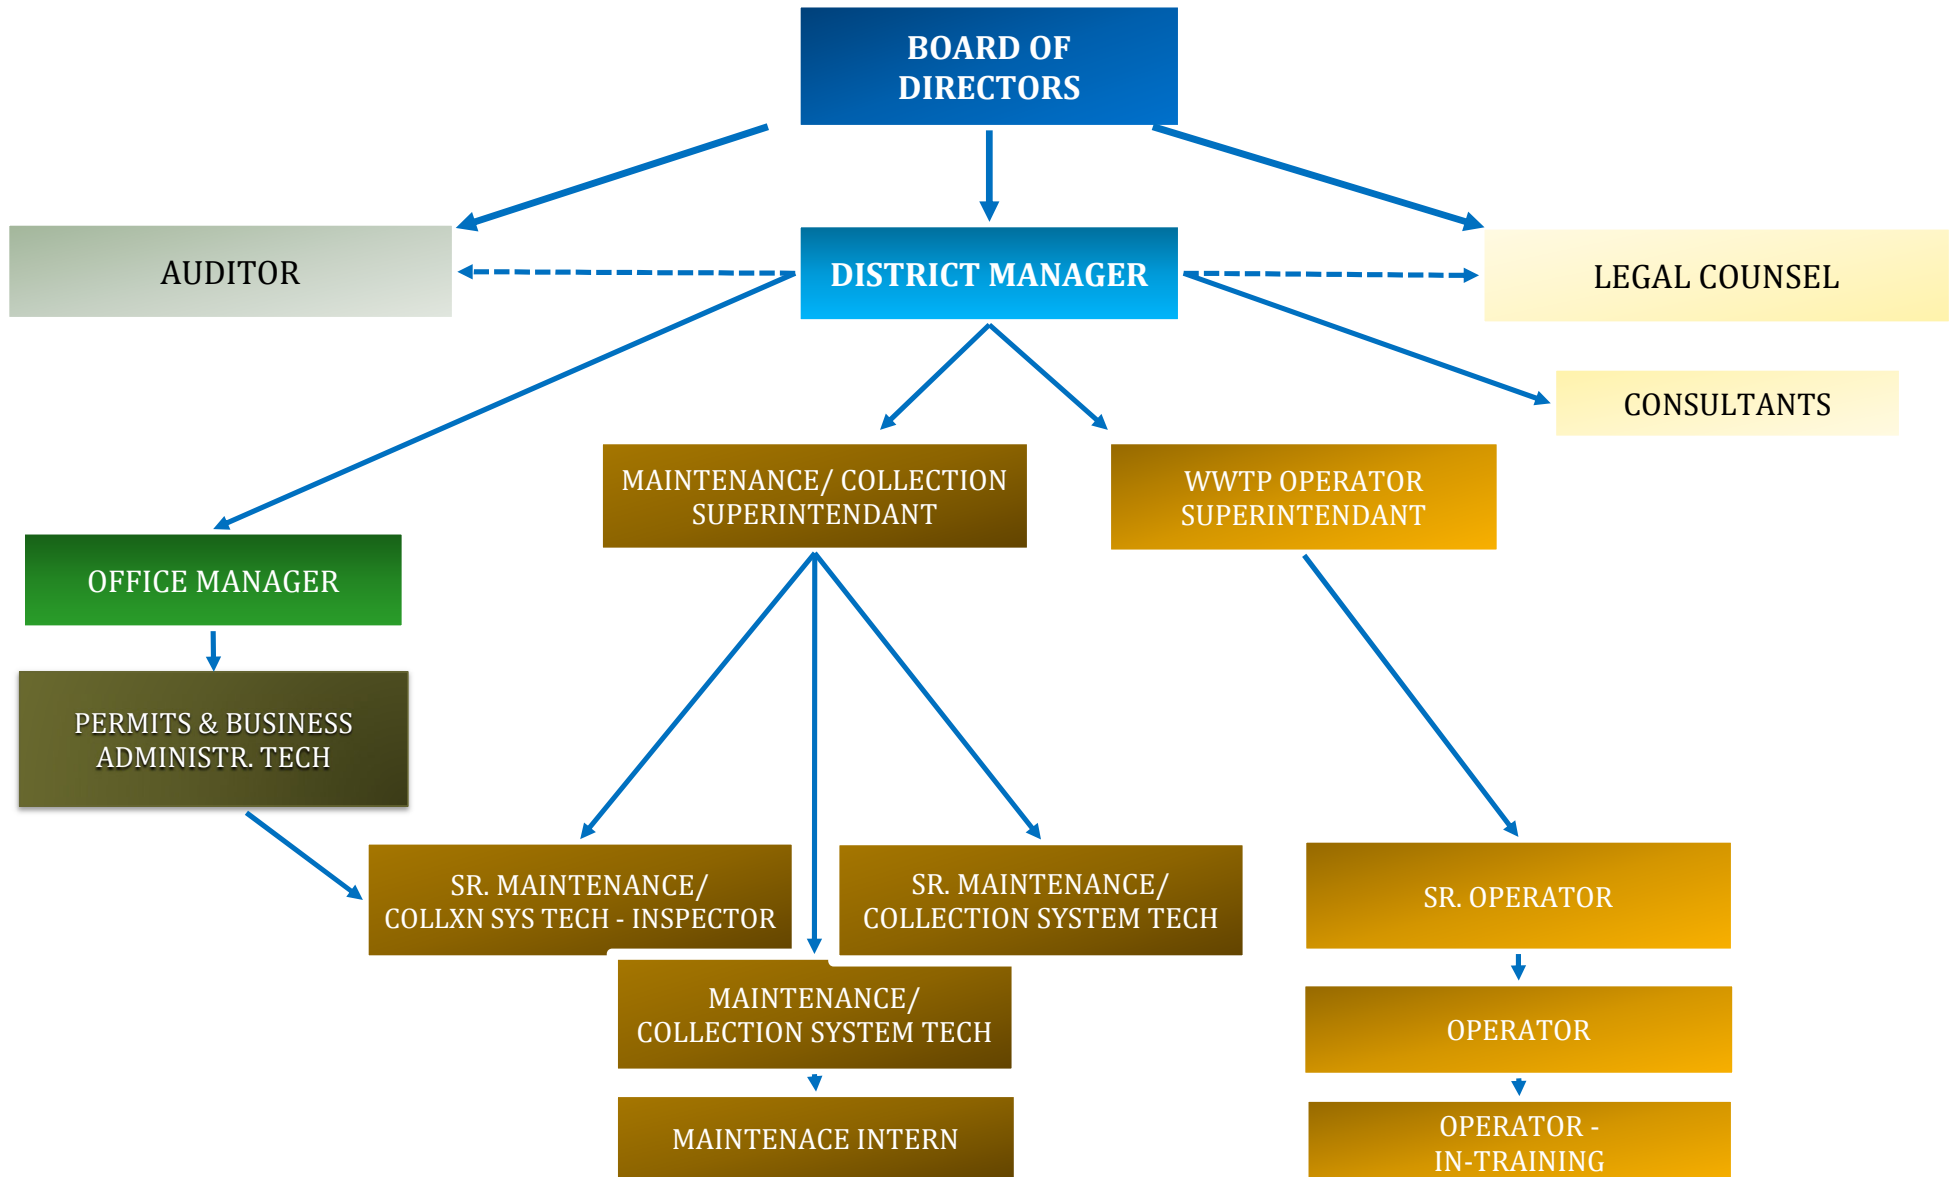 BOARD OF
DIRECTORS
AUDITOR
DISTRICT MANAGER
LEGAL COUNSEL
CONSULTANTS
MAINTENANCE/ COLLECTION
SUPERINTENDANT
WWTP OPERATOR
SUPERINTENDANT
OFFICE MANAGER
PERMITS & BUSINESS
ADMINISTR. TECH
SR. MAINTENANCE/
COLLXN SYS TECH - INSPECTOR
SR. MAINTENANCE/
COLLECTION SYSTEM TECH
SR. OPERATOR
MAINTENANCE/
COLLECTION SYSTEM TECH
OPERATOR
MAINTENACE INTERN
OPERATOR -
IN-TRAINING